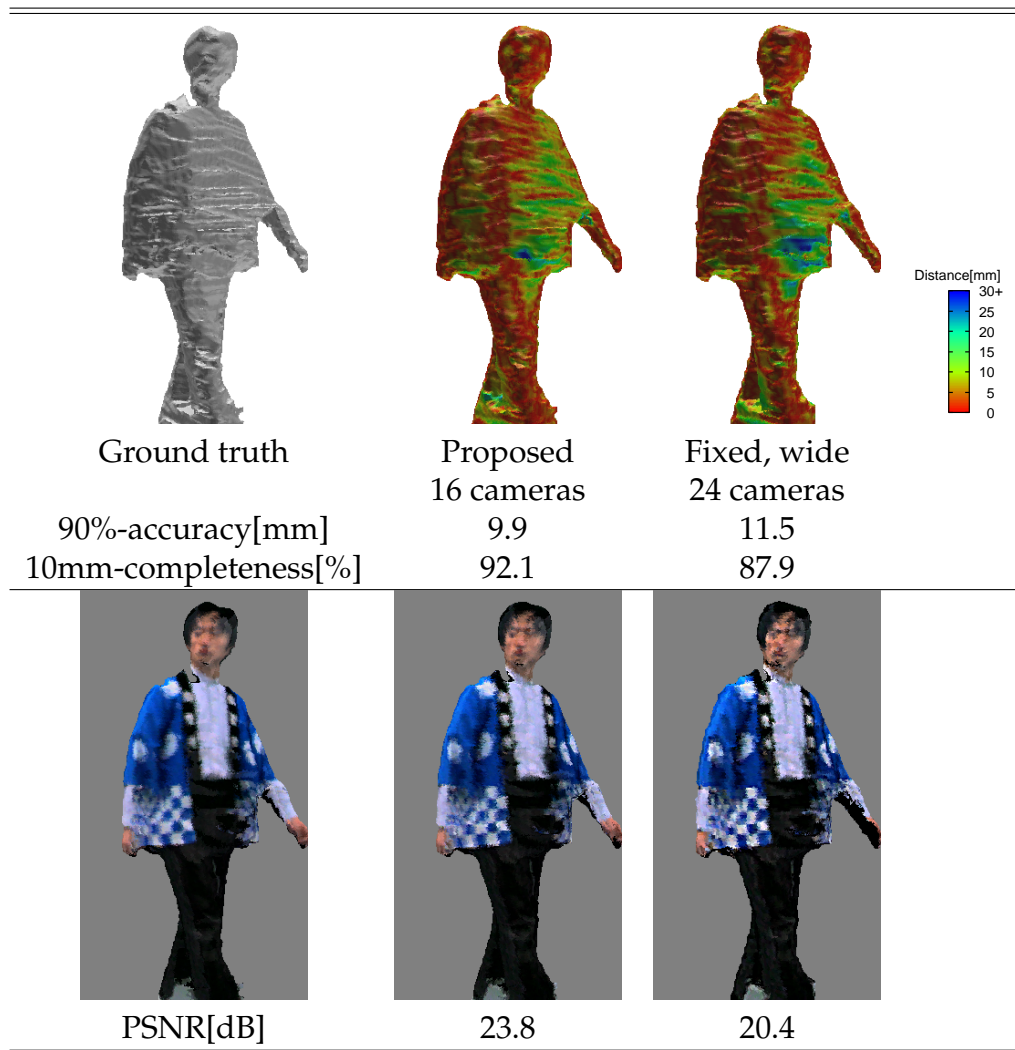 Distance[mm]
30+
25
20
15
10
5
0
Ground truth Proposed Fixed, wide
16 cameras 24 cameras
90%-accuracy[mm] 9.9 11.5
10mm-completeness[%] 92.1 87.9
PSNR[dB] 23.8 20.4